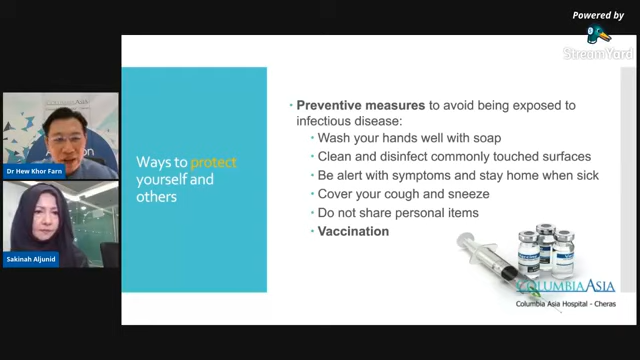 Powered by
StreamYard
Dr Hew Khor Farn
Sakinah Aljunid
Ways to protect
yourself and
others
• Preventive measures to avoid being exposed to
infectious disease:
• Wash your hands well with soap
• Clean and disinfect commonly touched surfaces
• Be alert with symptoms and stay home when sick
• Cover your cough and sneeze
• Do not share personal items
• Vaccination
COLUMBIA ASIA
Columbia Asia Hospital - Cheras